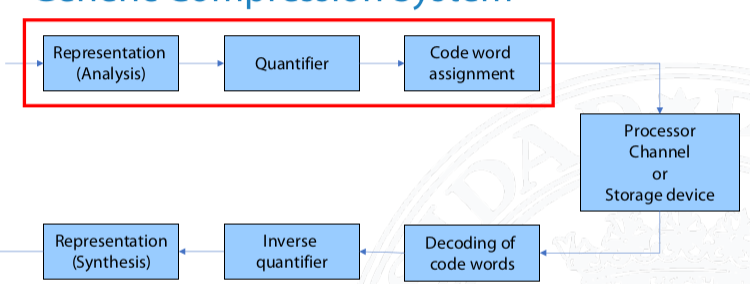 Generic Compression System
Representation
(Analysis)
Quantifier
Code word
assignment
Processor
Channel
or
Storage device
Representation
(Synthesis)
Inverse
quantifier
Decoding of
code words